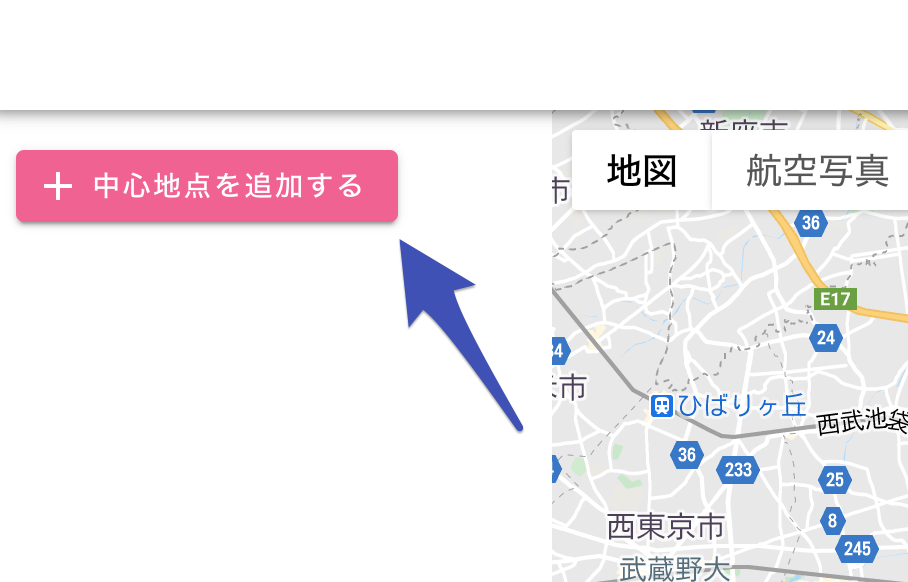 中心地点を追加する
新座市
地図
航空写真
市
36
E17
24
市
ひばりヶ丘
西武池袋
36
233
25
西東京市
8
245
武蔵野大